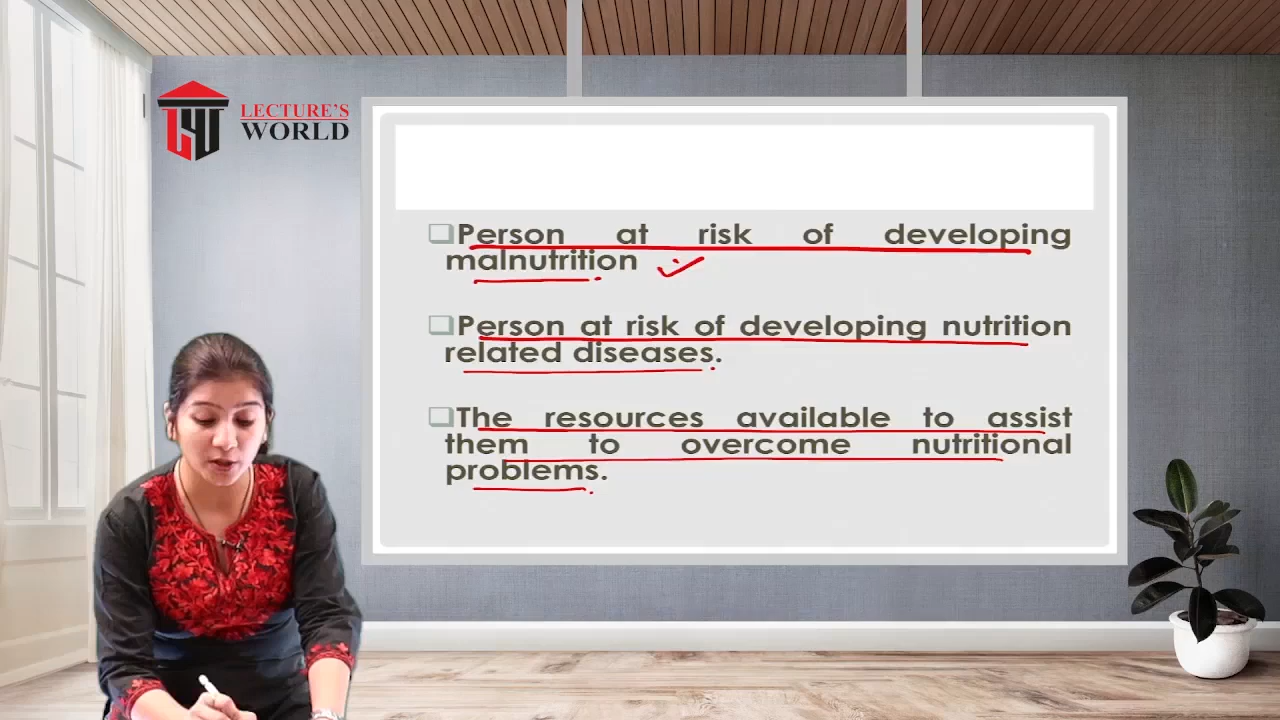 LECTURE'S
WORLD
Person at risk of developing
malnutrition
Person at risk of developing nutrition
related diseases.
The resources available to assist
them to overcome nutritional
problems.